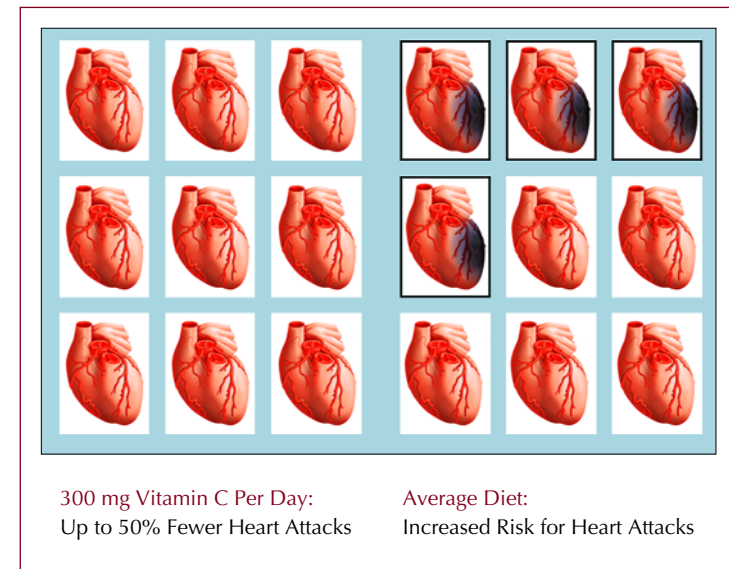 300 mg Vitamin C Per Day:
Up to 50% Fewer Heart Attacks
Average Diet:
Increased Risk for Heart Attacks